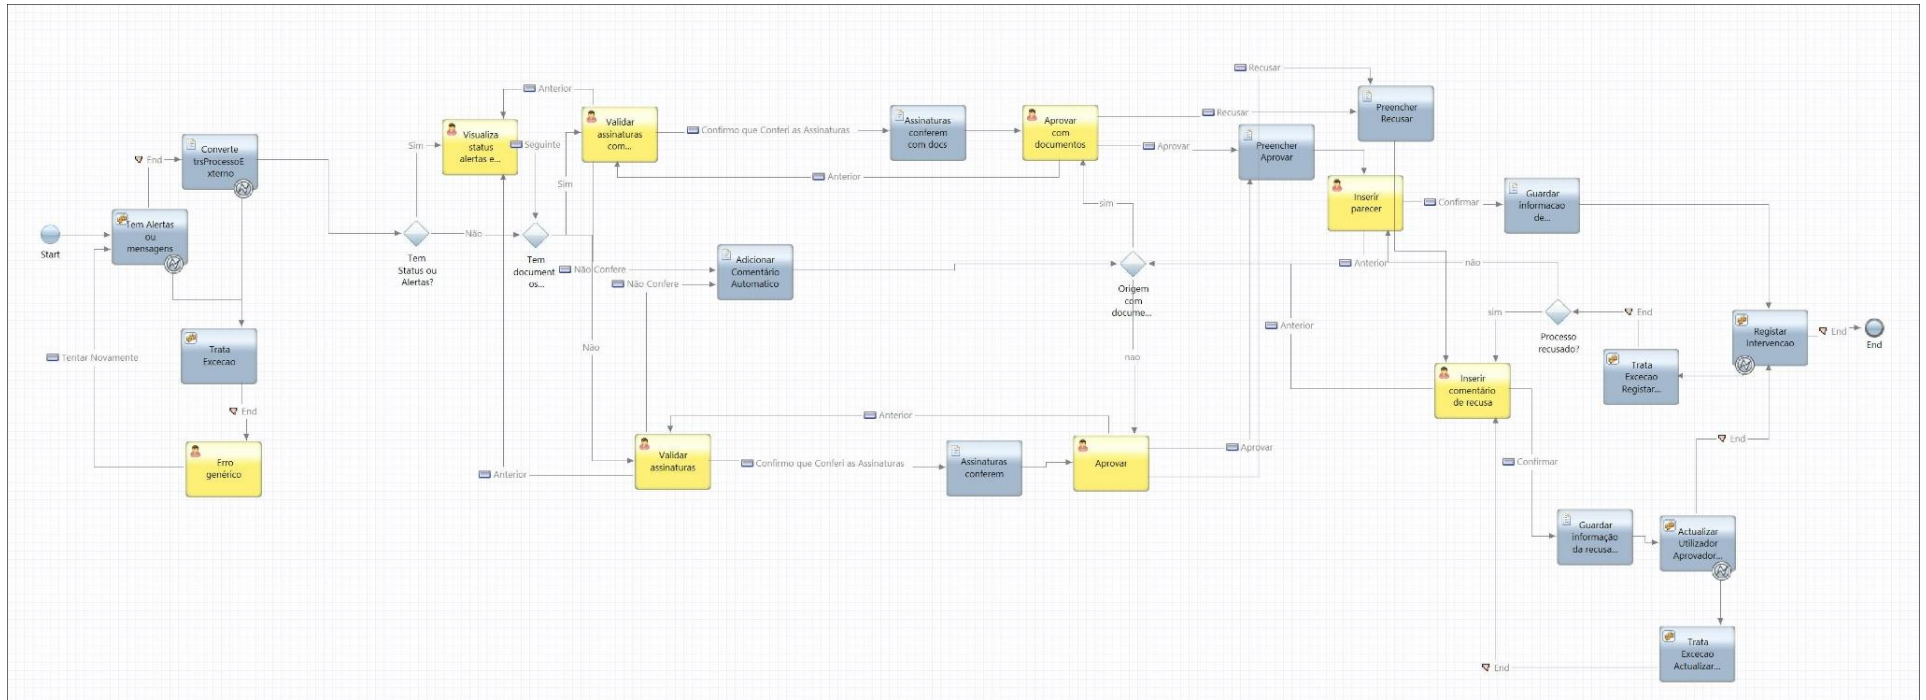 Recusar
Anterior
Preencher
Recusar
Recusar
Visualiza
status
alertas e...
Validar
assinaturas
com...
Confirmo que Conferi as Assinaturas
Assinaturas
conferem
com docs
Aprovar
com
documentos
Converte
trsProcessoE
xterno
End
Sim
Seguinte
Aprovar
Preencher
Aprovar
Anterior
Sim
Inserir
parecer
Confirmar
Guardar
informacao
de...
sim
Start
Tem Alertas
ou
mensagens
Não
Tem
Status ou
Alertas?
Tem
document
os...
Não Confere
Não Confere
Adicionar
Comentário
Automatico
Origem
com
docume...
Anterior
não
sim
End
Processo
recusado?
Registar
Intervencao
End
End
Anterior
Trata
Excecao
Tentar Novamente
Não
nao
Trata
Excecao
Registar...
Inserir
comentário
de recusa
End
Anterior
Erro
genérico
Validar
assinaturas
Anterior
Confirmo que Conferi as Assinaturas
Assinaturas
conferem
Aprovar
Aprovar
End
Confirmar
Guardar
informação
da recusa...
Actualizar
Utilizador
Aprovador...
Trata
Excecao
Actualizar...
End